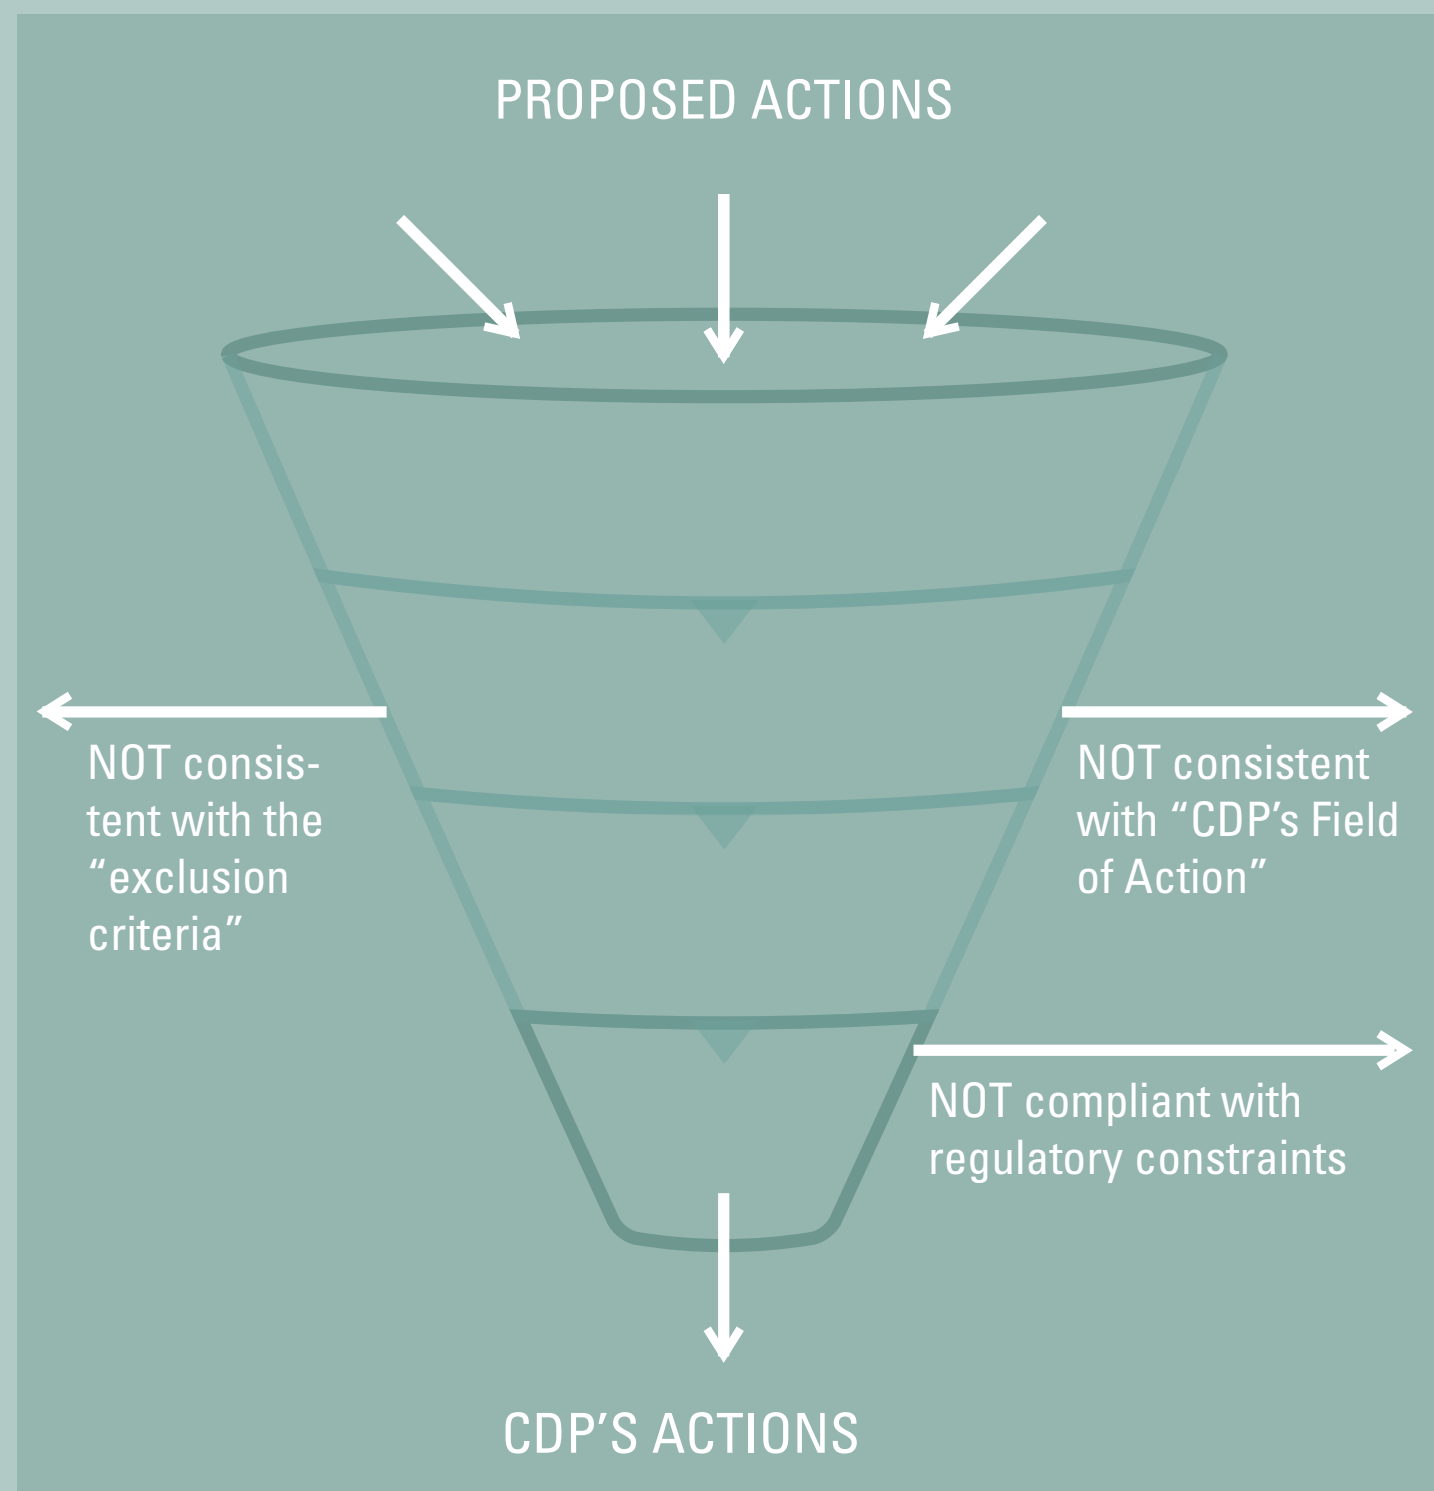 PROPOSED ACTIONS
NOT consis-
tent with the
“exclusion
criteria”
NOT consistent
with “CDP’s Field
of Action”
NOT compliant with
regulatory constraints
CDP’S ACTIONS